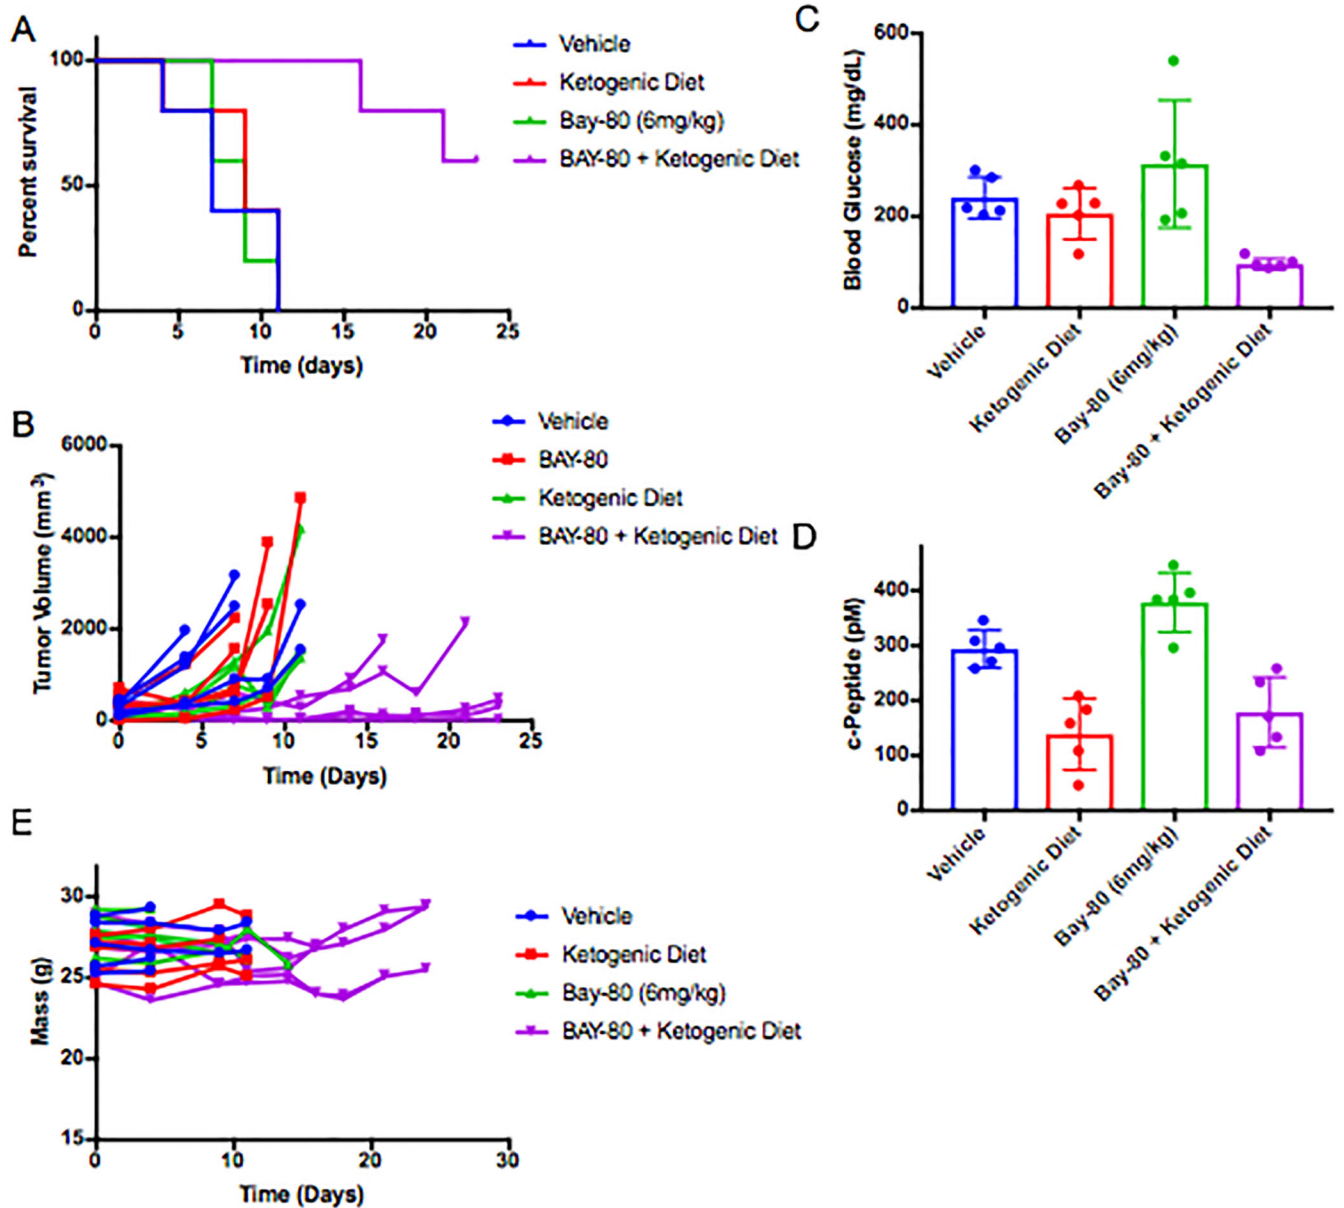 A
Percent survival
100
50
0
0 5 10 15 20 25
Time (days)
Vehicle
Ketogenic Diet
Bay-80 (6mg/kg)
BAY-80 + Ketogenic Diet
B
Tumor Volume (mm³)
6000
4000
2000
0
0 5 10 15 20 25
Time (Days)
Vehicle
BAY-80
Ketogenic Diet
BAY-80 + Ketogenic Diet
C
Blood Glucose (mg/dL)
600
400
200
0
Vehicle
Ketogenic Diet
Bay-80 (6mg/kg)
Bay-80 + Ketogenic Diet
D
c-Peptide (pM)
400
300
200
100
0
Vehicle
Ketogenic Diet
Bay-80 (6mg/kg)
Bay-80 + Ketogenic Diet
E
Mass (g)
30
25
20
15
0 10 20 30
Time (Days)
Vehicle
Ketogenic Diet
Bay-80 (6mg/kg)
BAY-80 + Ketogenic Diet